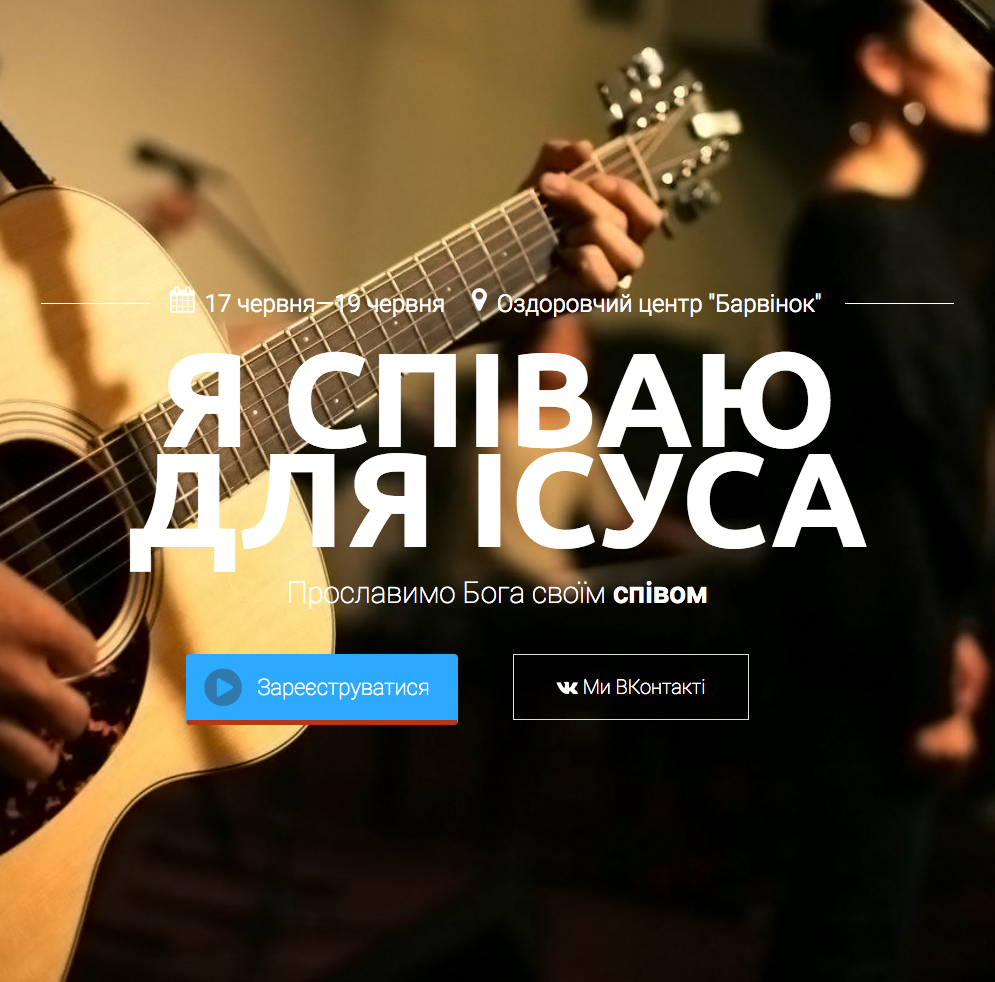 17 червня—19 червня Оздоровчий центр "Барвінок"
Я СПІВАЮ
ДЛЯ ІСУСА
Прославимо Бога своїм співом
Зареєструватися
Ми ВКонтакті